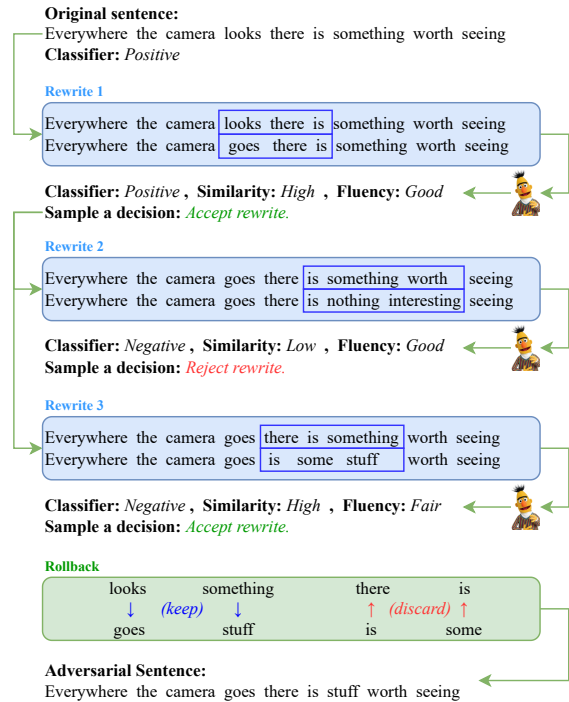 Original sentence:
Everywhere the camera looks there is something worth seeing
Classifier: Positive
Rewrite 1
Everywhere the camera looks there is something worth seeing
Everywhere the camera goes there is something worth seeing
Classifier: Positive , Similarity: High , Fluency: Good
Sample a decision: Accept rewrite.
Rewrite 2
Everywhere the camera goes there is something worth seeing
Everywhere the camera goes there is nothing interesting seeing
Classifier: Negative , Similarity: Low , Fluency: Good
Sample a decision: Reject rewrite.
Rewrite 3
Everywhere the camera goes there is something worth seeing
Everywhere the camera goes is some stuff worth seeing
Classifier: Negative , Similarity: High , Fluency: Fair
Sample a decision: Accept rewrite.
Rollback
looks something there is
↓ (keep) ↓ ↑ (discard) ↑
goes stuff is some
Adversarial Sentence:
Everywhere the camera goes there is stuff worth seeing